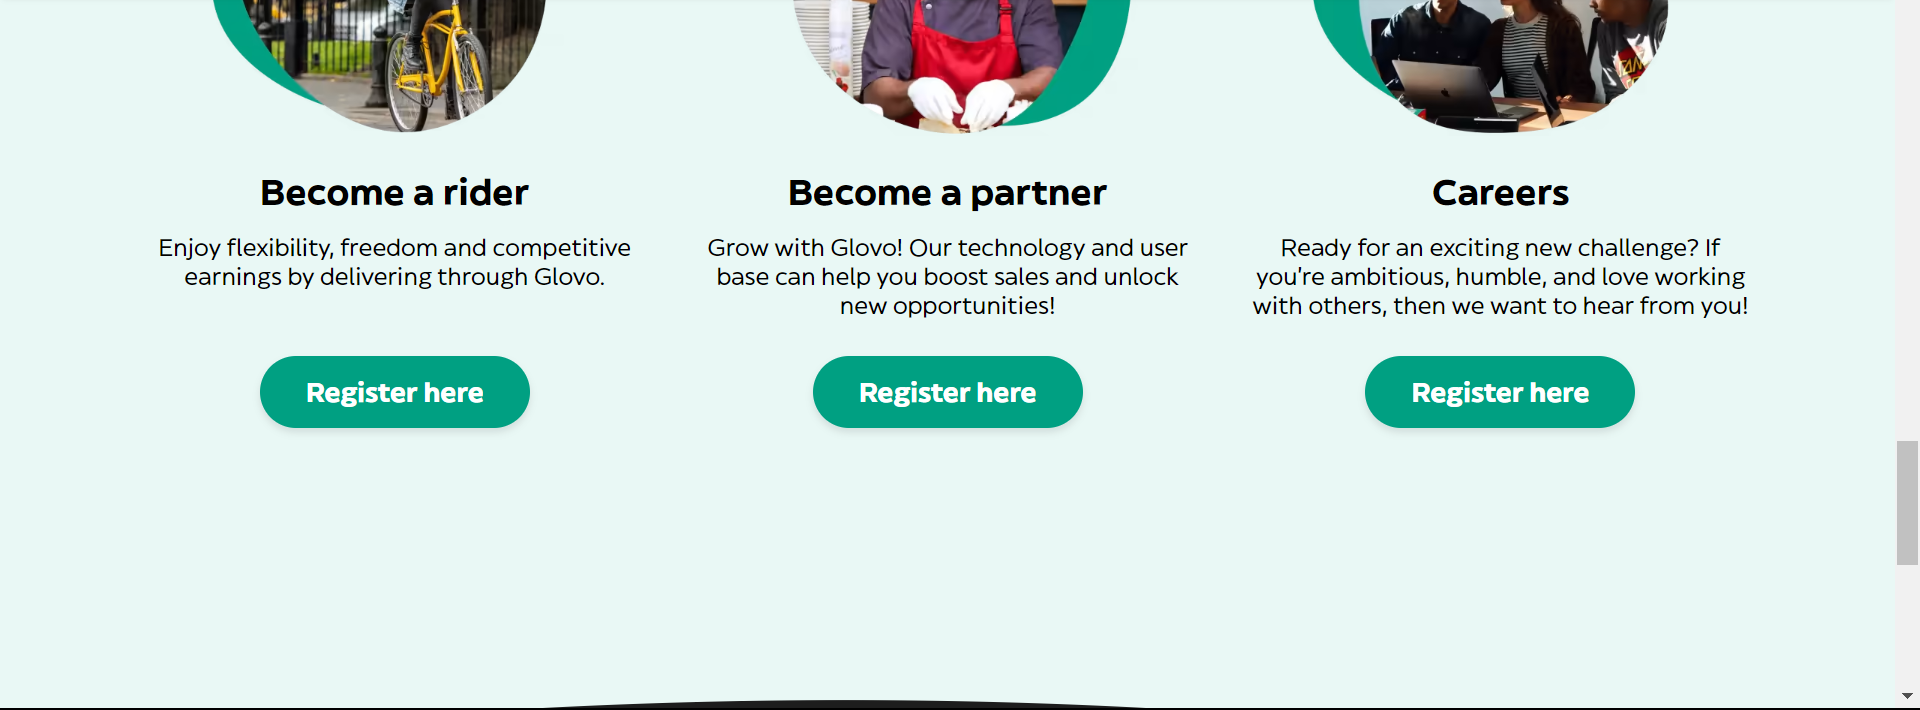 Become a rider
Enjoy flexibility, freedom and competitive
earnings by delivering through Glovo.
Register here
Become a partner
Grow with Glovo! Our technology and user
base can help you boost sales and unlock
new opportunities!
Register here
Careers
Ready for an exciting new challenge? If
you're ambitious, humble, and love working
with others, then we want to hear from you!
Register here